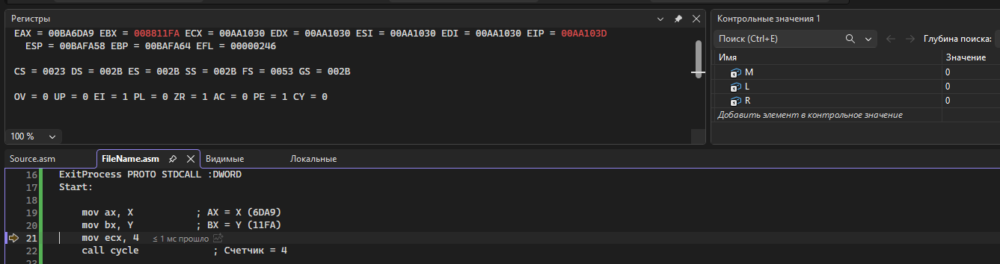 Регистры
EAX = 00BA6DA9 EBX = 008811FA ECX = 00AA1030 EDX = 00AA1030 ESI = 00AA1030 EDI = 00AA1030 EIP = 00AA103D
ESP = 00BAFA58 EBP = 00BAFA64 EFL = 00000246
CS = 0023 DS = 002B ES = 002B SS = 002B FS = 0053 GS = 002B
OV = 0 UP = 0 EI = 1 PL = 0 ZR = 1 AC = 0 PE = 1 CY = 0
100 %
Контрольные значения 1
Поиск (Ctrl+E) Глубина поиска:
Имя Значение
M 0
L 0
R 0
Добавить элемент в контрольное значение
Source.asm FileName.asm Видимые Локальные
16 ExitProcess PROTO STDCALL :DWORD
17 Start:
18
19 mov ax, X ; AX = X (6DA9)
20 mov bx, Y ; BX = Y (11FA)
21 mov ecx, 4 ≤ 1 мс прошло
22 call cycle ; Счетчик = 4
23